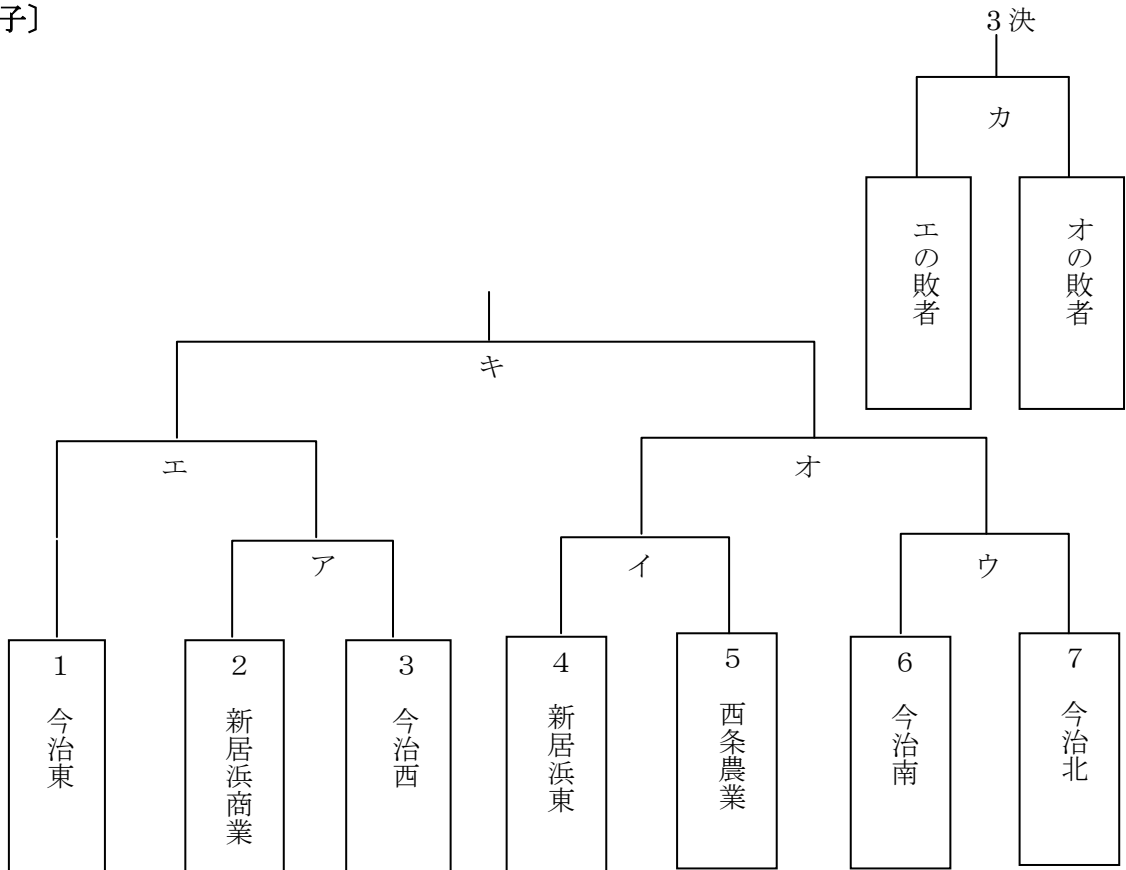 子〕
３決
カ
エの敗者
オの敗者
キ
エ
オ
ア
イ
ウ
１ 今治東
２ 新居浜商業
３ 今治西
４ 新居浜東
５ 西条農業
６ 今治南
７ 今治北